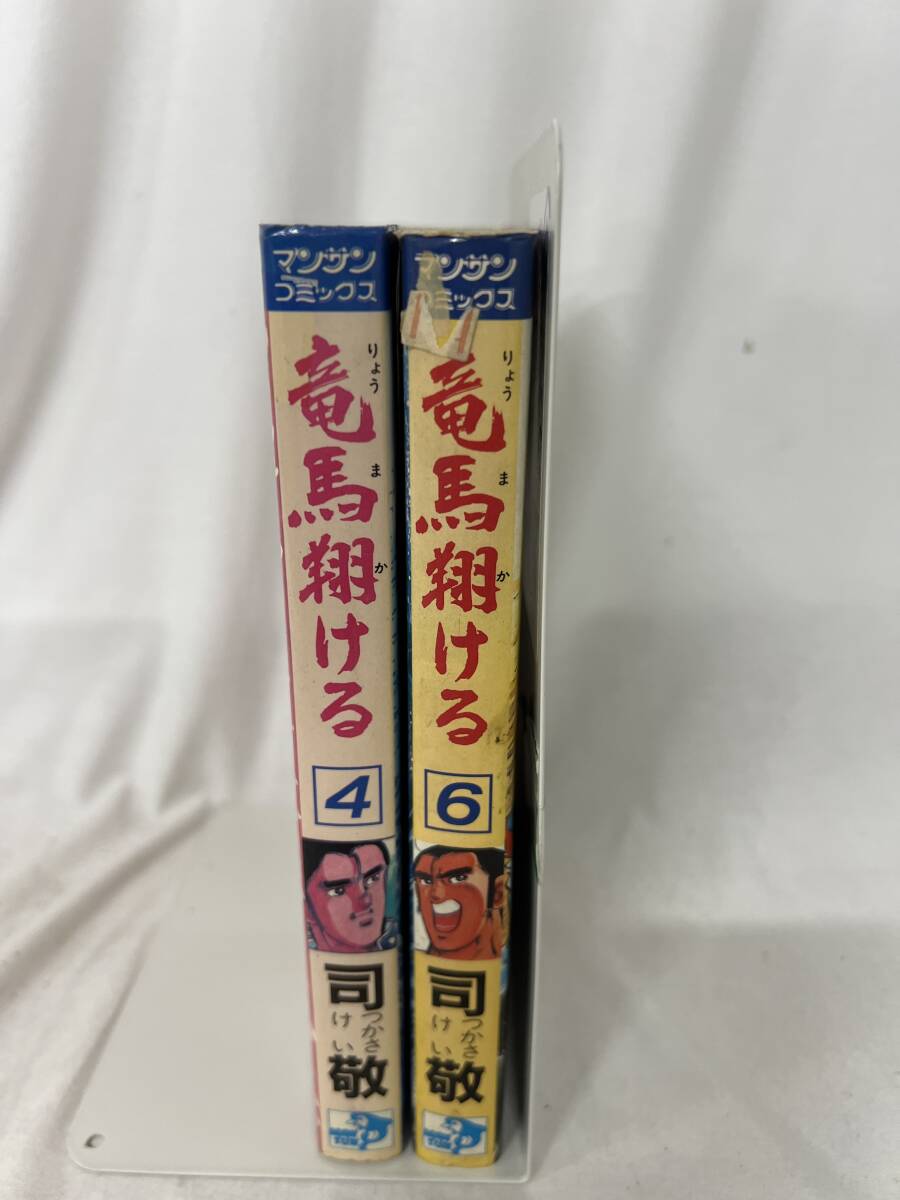 マンサン
コミックス
竜馬翔ける
りょうまか
4
司敬
つかさけい
マンサン
コミックス
竜馬翔ける
りょうまか
6
司敬
つかさけい